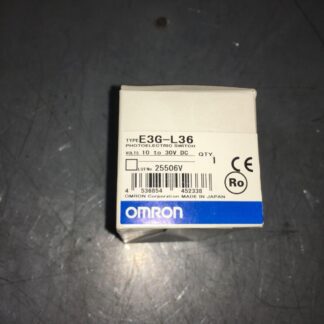 TYPE E3G-L36
PHOTOELECTRIC SWITCH
VOLTS 10 to 30V DC QTY
LOT No 25506V 1
CE
Ro
4 536854 452338
OMRON Corporation MADE IN JAPAN
OMRON